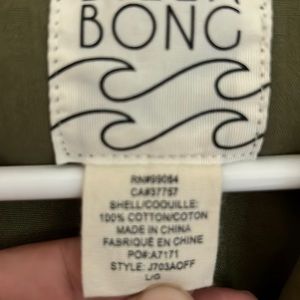 BONG
RN#99084
CA#37757
SHELL/COQUILLE:
100% COTTON/COTON
MADE IN CHINA
FABRIQUÉ EN CHINE
PO#:A7171
STYLE: J703AOFF
L/G